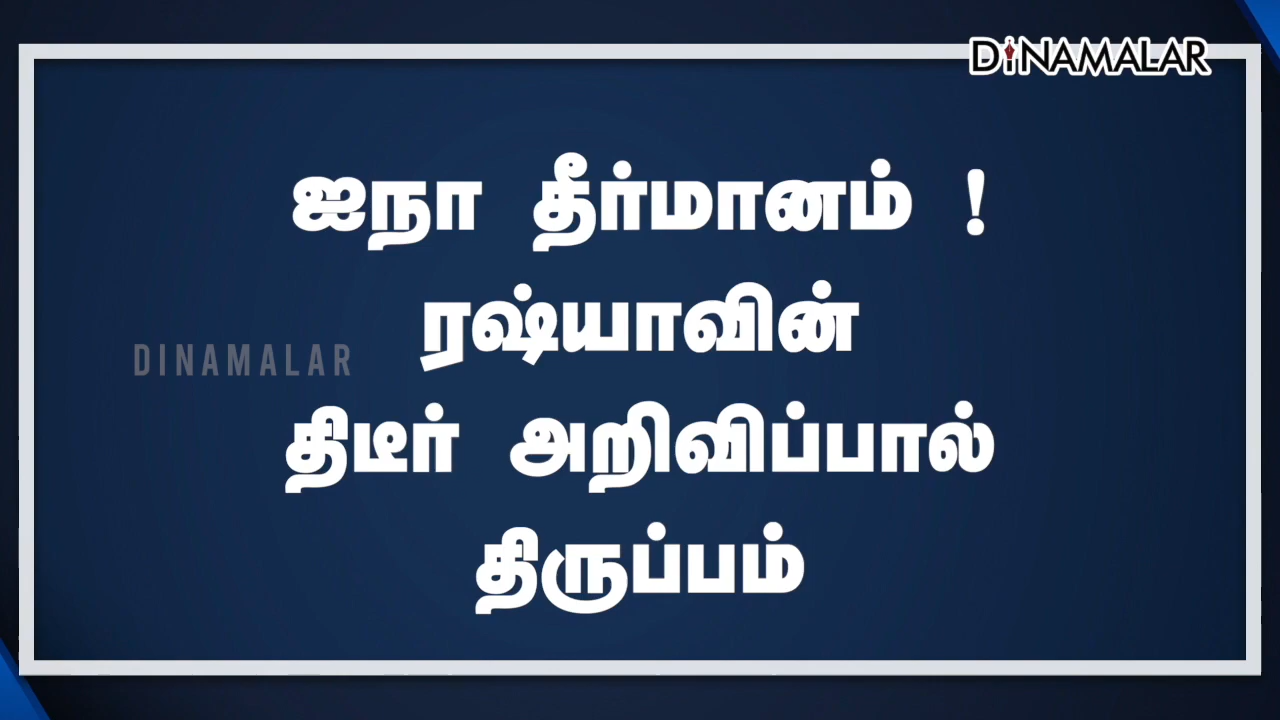 DINAMALAR
ஐநா தீர்மானம் !
ரஷ்யாவின்
DINAMALAR
திடீர் அறிவிப்பால்
திருப்பம்